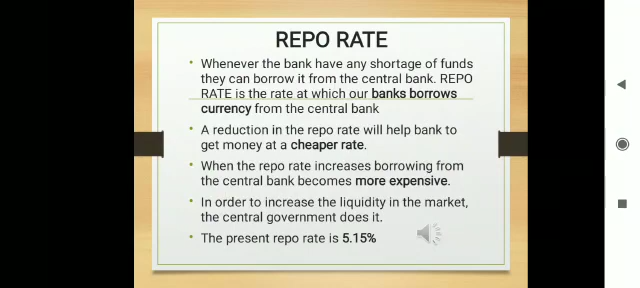 REPO RATE
• Whenever the bank have any shortage of funds
they can borrow it from the central bank. REPO
RATE is the rate at which our banks borrows
currency from the central bank
• A reduction in the repo rate will help bank to
get money at a cheaper rate.
• When the repo rate increases borrowing from
the central bank becomes more expensive.
• In order to increase the liquidity in the market,
the central government does it.
• The present repo rate is 5.15%